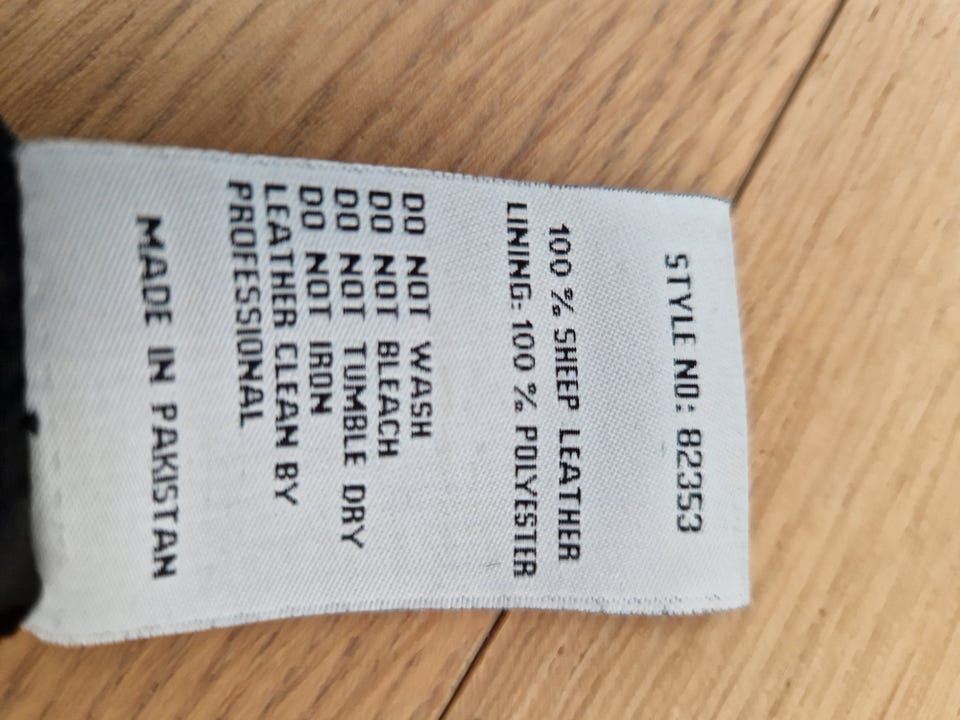 STYLE NO: 82353
100 % SHEEP LEATHER
LINING: 100 % POLYESTER
DO NOT WASH
DO NOT BLEACH
DO NOT TUMBLE DRY
DO NOT IRON
LEATHER CLEAN BY
PROFESSIONAL
MADE IN PAKISTAN